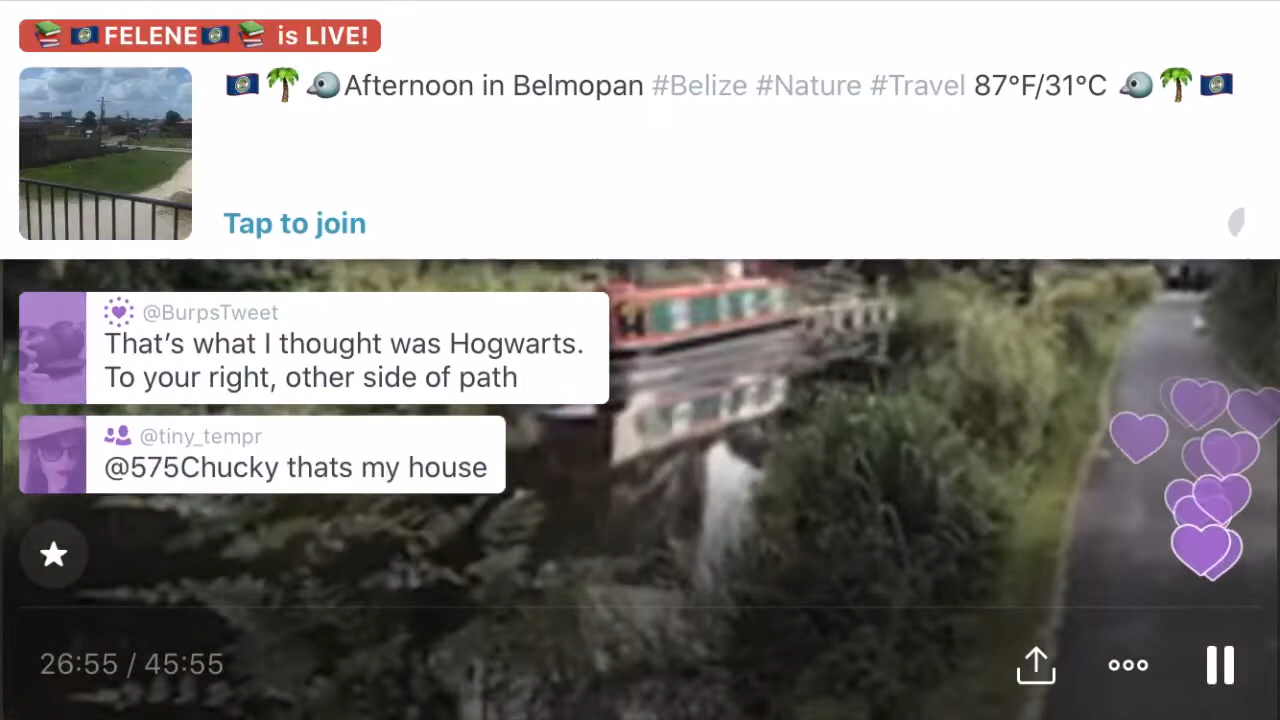 📚🇧🇿FELENE🇧🇿📚 is LIVE!
🇧🇿🌴🐦Afternoon in Belmopan #Belize #Nature #Travel 87°F/31°C 🐦🌴🇧🇿
Tap to join
@BurpsTweet
That’s what I thought was Hogwarts.
To your right, other side of path
@tiny_tempr
@575Chucky thats my house
26:55 / 45:55